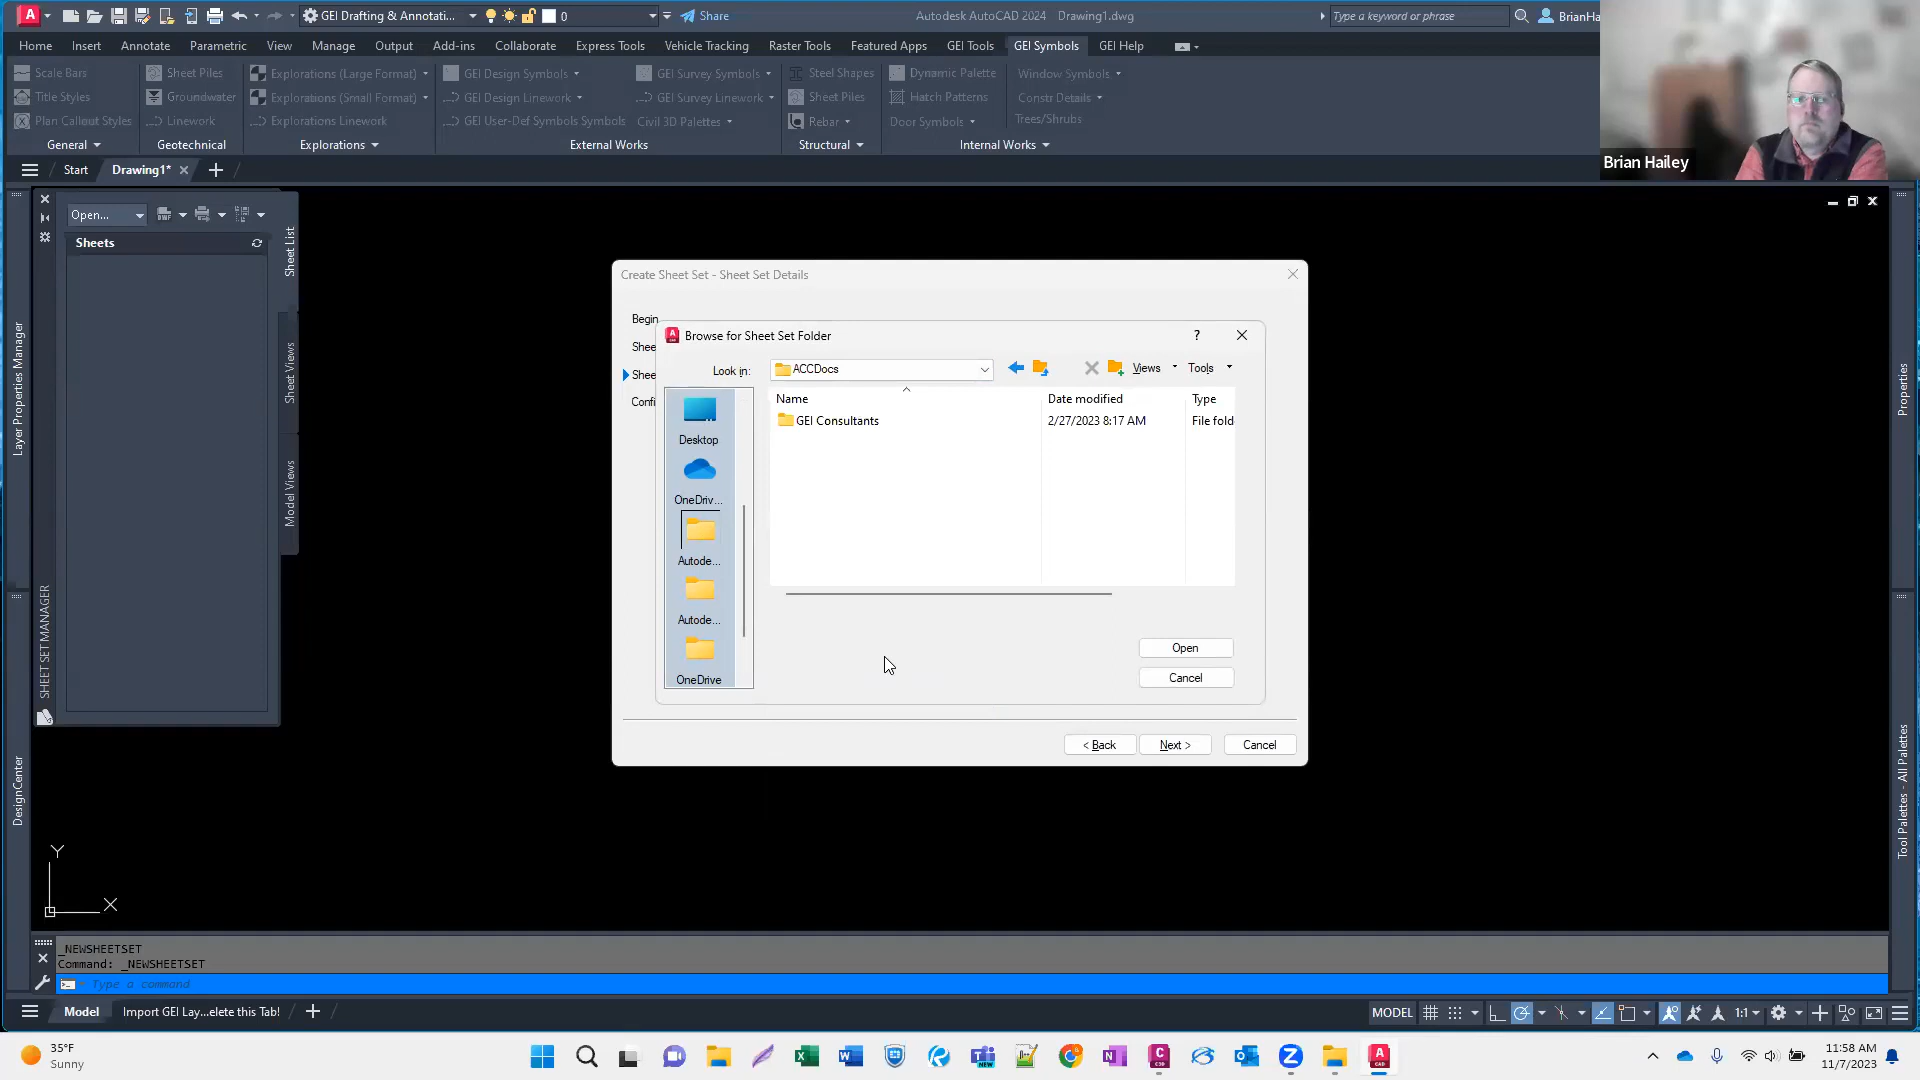 GEI Drafting & Annotati... 0 Share Autodesk AutoCAD 2024 Drawing1.dwg Type a keyword or phrase BrianHa
Home Insert Annotate Parametric View Manage Output Add-ins Collaborate Express Tools Vehicle Tracking Raster Tools Featured Apps GEI Tools GEI Symbols GEI Help
Scale Bars Sheet Piles Explorations (Large Format) GEI Design Symbols GEI Survey Symbols Steel Shapes Dynamic Palette Window Symbols
Title Styles Groundwater Explorations (Small Format) GEI Design Linework GEI Survey Linework Sheet Piles Hatch Patterns Constr Details
Plan Callout Styles Linework Explorations Linework GEI User-Def Symbols Symbols Civil 3D Palettes Rebar Door Symbols Trees/Shrubs
General Geotechnical Explorations External Works Structural Internal Works
Brian Hailey
Start Drawing1*
Open...
Sheets
Sheet List
Sheet Views
Model Views
SHEET SET MANAGER
Layer Properties Manager
DesignCenter
Properties
Tool Palettes - All Palettes
Create Sheet Set - Sheet Set Details
Begin
Shee
Shee
Confi
Browse for Sheet Set Folder ?
Look in: ACCDocs Views Tools
Name Date modified Type
GEI Consultants 2/27/2023 8:17 AM File fold
Desktop
OneDriv...
Autode...
Autode...
OneDrive
Open
Cancel
< Back Next > Cancel
Y
X
_NEWSHEETSET
Command: _NEWSHEETSET
Type a command
Model Import GEI Lay...elete this Tab! MODEL 1:1
35°F
Sunny
11:58 AM
11/7/2023